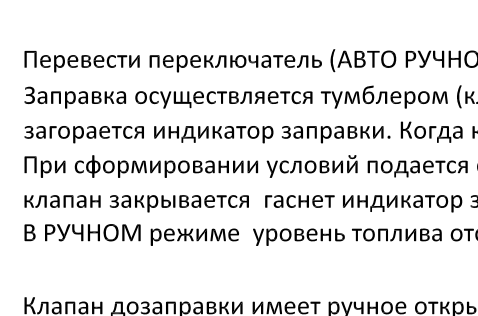 Перевести переключатель (АВТО РУЧНО
Заправка осуществляется тумблером (к
загорается индикатор заправки. Когда к
При сформировании условий подается
клапан закрывается  гаснет индикатор з
В РУЧНОМ режиме  уровень топлива от
Клапан дозаправки имеет ручное откры